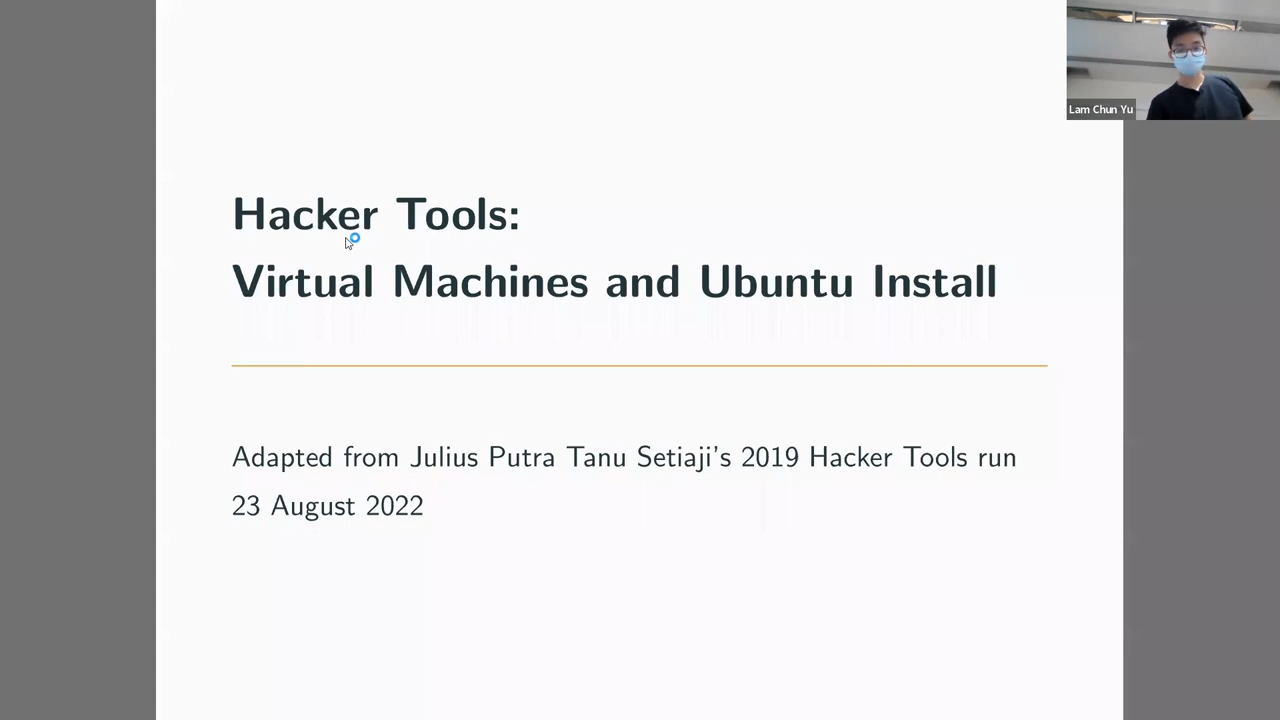 Hacker Tools:
Virtual Machines and Ubuntu Install
Adapted from Julius Putra Tanu Setiaji's 2019 Hacker Tools run
23 August 2022
Lam Chun Yu